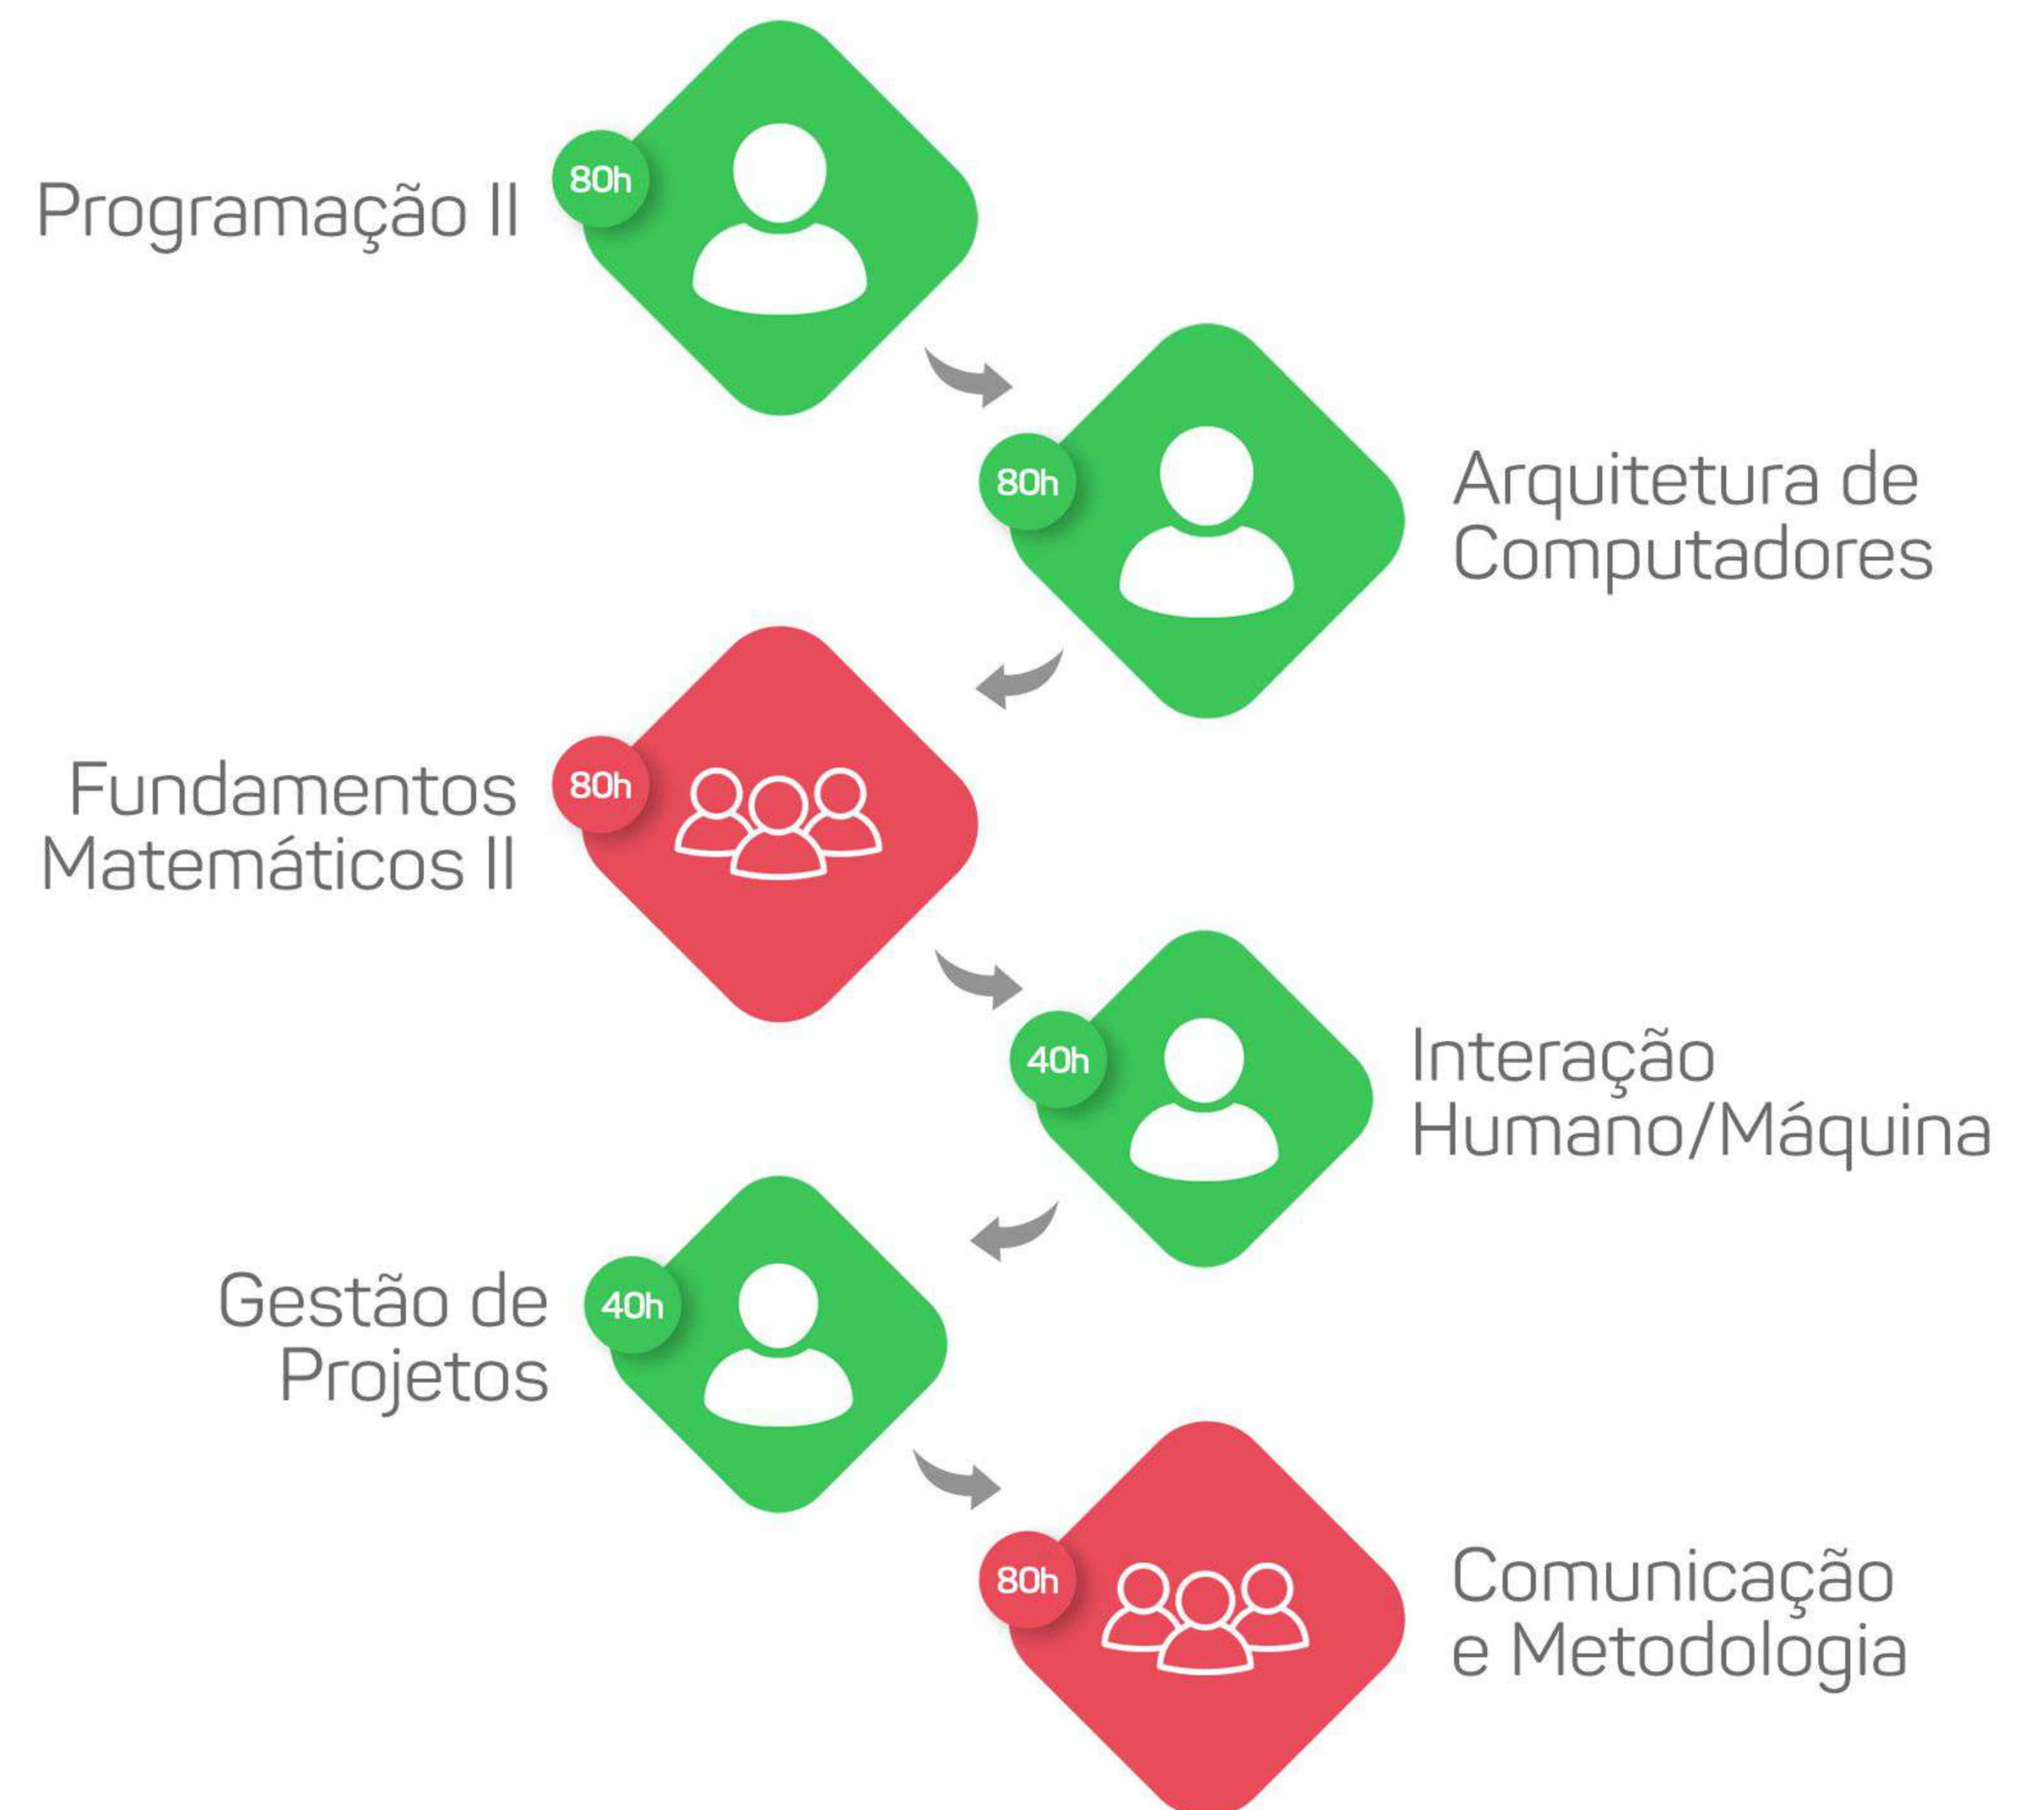 Programação II
80h
80h
Arquitetura de
Computadores
Fundamentos
Matemáticos II
80h
40h
Interação
Humano/Máquina
Gestão de
Projetos
40h
80h
Comunicação
e Metodologia